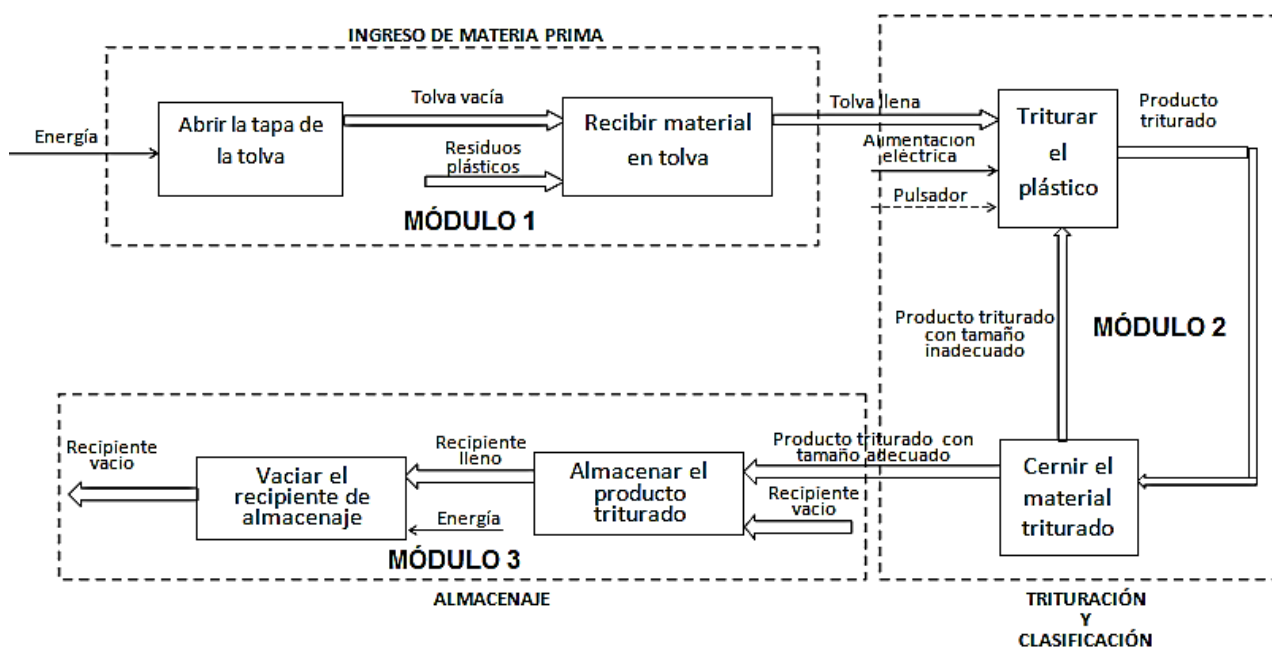 INGRESO DE MATERIA PRIMA
Energía
Abrir la tapa de
la tolva
Tolva vacía
Residuos
plásticos
Recibir material
en tolva
MÓDULO 1
Tolva llena
Alimentacion
eléctrica
Pulsador
Triturar
el
plástico
Producto
triturado
Producto triturado
con tamaño
inadecuado
MÓDULO 2
Cernir el
material
triturado
TRITURACIÓN
Y
CLASIFICACIÓN
Producto triturado con
tamaño adecuado
Recipiente
vacio
Almacenar el
producto
triturado
Recipiente
lleno
Energía
Vaciar el
recipiente de
almacenaje
Recipiente
vacio
MÓDULO 3
ALMACENAJE